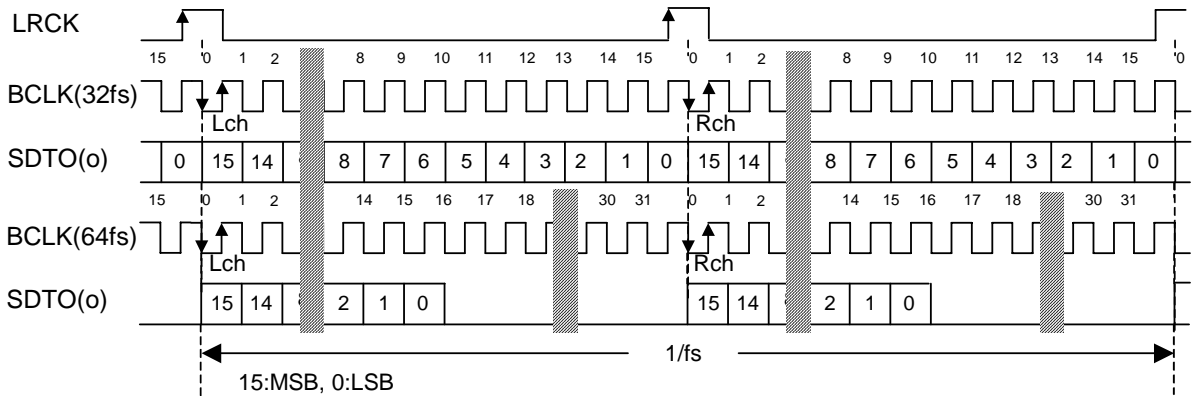 LRCK
15 0 1 2 8 9 10 11 12 13 14 15 0 1 2 8 9 10 11 12 13 14 15 0
BCLK(32fs)
Lch Rch
SDTO(o) 0 15 14 8 7 6 5 4 3 2 1 0 15 14 8 7 6 5 4 3 2 1 0
15 0 1 2 14 15 16 17 18 30 31 0 1 2 14 15 16 17 18 30 31 0
BCLK(64fs)
Lch Rch
SDTO(o) 15 14 2 1 0 15 14 2 1 0
1/fs
15:MSB, 0:LSB